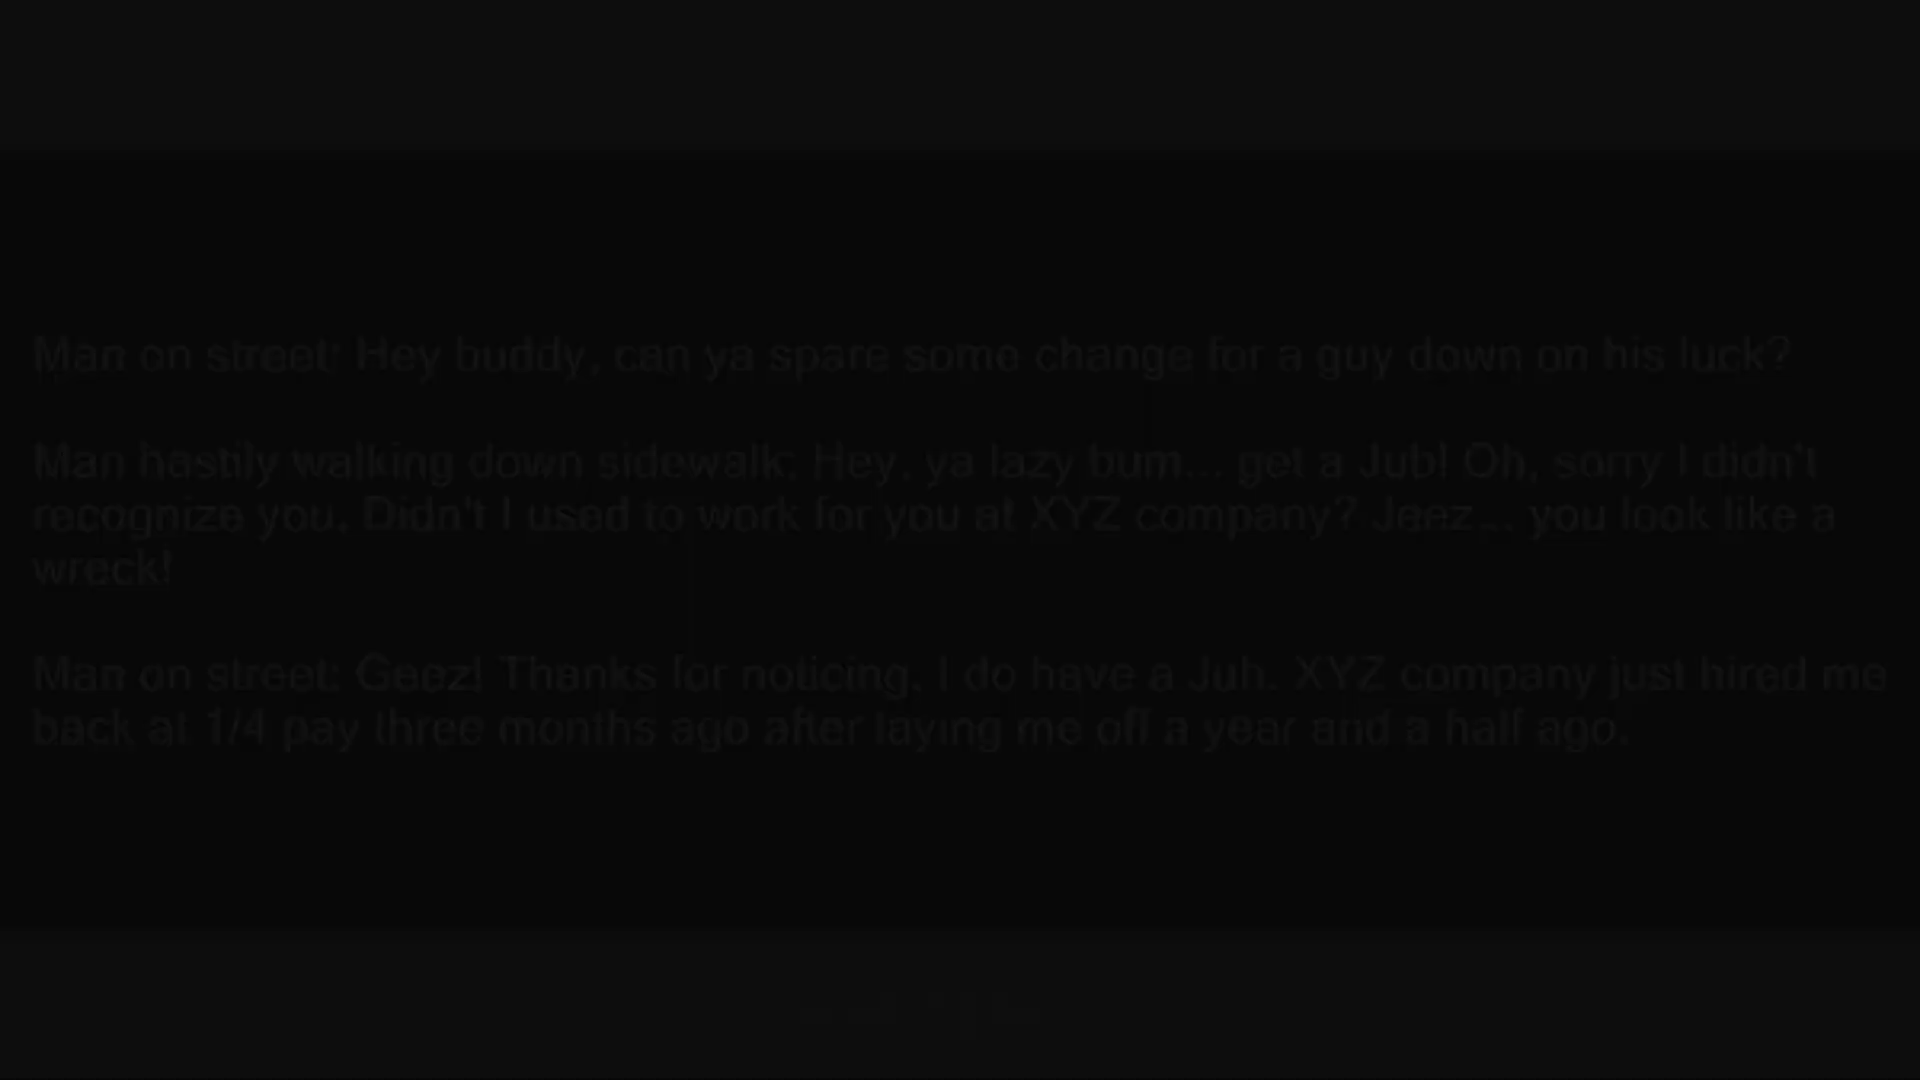 Man on street: Hey buddy, can ya spare some change for a guy down on his luck?
Man hastily walking down sidewalk: Hey, ya lazy bum... get a Jub! Oh, sorry I didn't
recognize you. Didn't I used to work for you at XYZ company? Jeez... you look like a
wreck!
Man on street: Geez! Thanks for noticing. I do have a Juh. XYZ company just hired me
back at 1/4 pay three months ago after laying me off a year and a half ago.